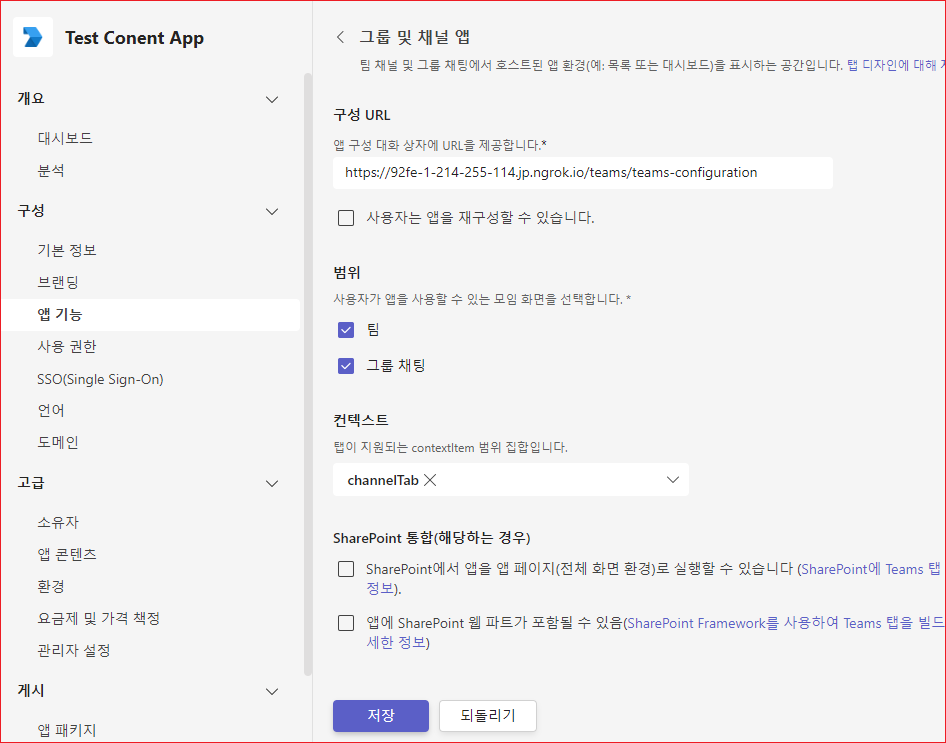 Test Conent App
개요
대시보드
분석
구성
기본 정보
브랜딩
앱 기능
사용 권한
SSO(Single Sign-On)
언어
도메인
고급
소유자
앱 콘텐츠
환경
요금제 및 가격 책정
관리자 설정
게시
앱 패키지
그룹 및 채널 앱
팀 채널 및 그룹 채팅에서 호스트된 앱 환경(예: 목록 또는 대시보드)을 표시하는 공간입니다. 탭 디자인에 대해
구성 URL
앱 구성 대화 상자에 URL을 제공합니다.*
https://92fe-1-214-255-114.jp.ngrok.io/teams/teams-configuration
사용자는 앱을 재구성할 수 있습니다.
범위
사용자가 앱을 사용할 수 있는 모임 화면을 선택합니다. *
팀
그룹 채팅
컨텍스트
탭이 지원되는 contextItem 범위 집합입니다.
channelTab
SharePoint 통합(해당하는 경우)
SharePoint에서 앱을 앱 페이지(전체 화면 환경)로 실행할 수 있습니다 (SharePoint에 Teams 탭
정보).
앱에 SharePoint 웹 파트가 포함될 수 있음(SharePoint Framework를 사용하여 Teams 탭을 빌드
세한 정보)
저장
되돌리기